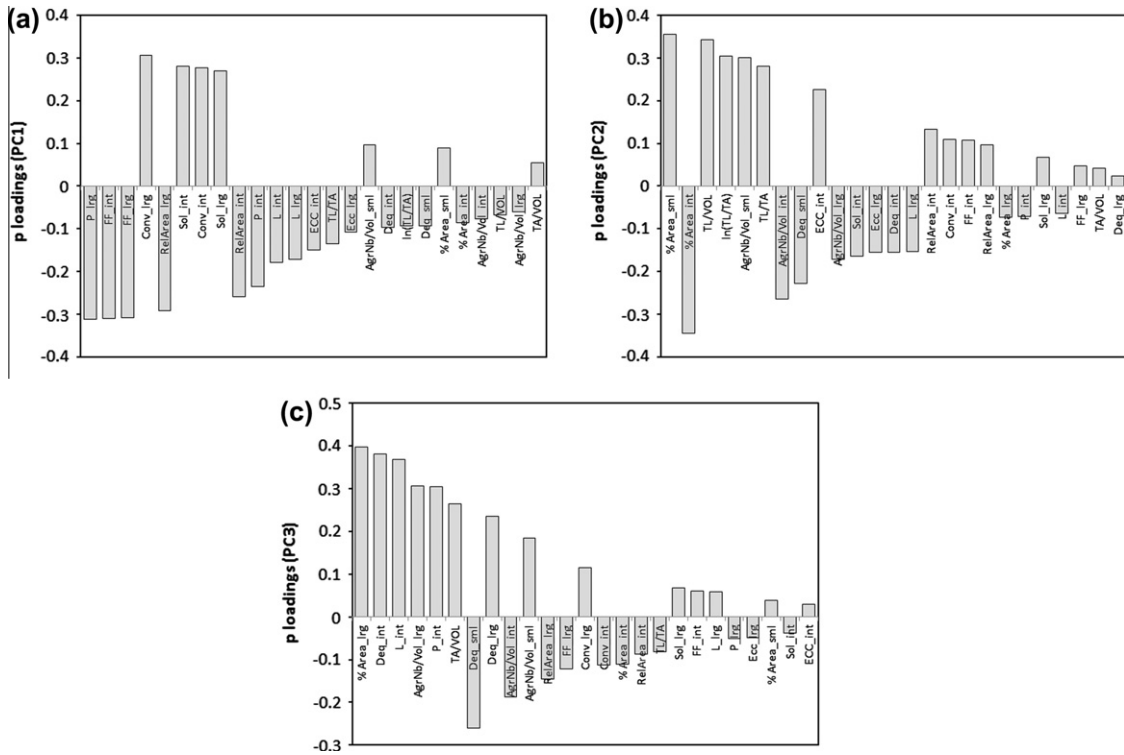 (a)
p loadings (PC1)
0.4
0.3
0.2
0.1
0
-0.1
-0.2
-0.3
-0.4
P_lrg
FF_int
FF_lrg
Conv_lrg
RelArea_lrg
Sol_int
Conv_int
Sol_lrg
RelArea_int
P_int
L_int
L_lrg
ECC_int
TL/TA
Ecc_lrg
AgrNb/Vol_sml
Deq_int
ln(TL/TA)
Deq_sml
%Area_sml
%Area_int
AgrNb/Vol_int
TL/VOL
AgrNb/Vol_lrg
TA/VOL
(b)
p loadings (PC2)
0.4
0.3
0.2
0.1
0
-0.1
-0.2
-0.3
-0.4
%Area_sml
%Area_int
TL/VOL
ln(TL/TA)
AgrNb/Vol_sml
TL/TA
AgrNb/Vol_int
Deq_sml
ECC_int
AgrNb/Vol_lrg
Sol_int
Ecc_lrg
Deq_int
L_lrg
RelArea_int
Conv_int
FF_int
RelArea_lrg
%Area_lrg
P_int
Sol_lrg
L_int
FF_lrg
TA/VOL
Deq_lrg
(c)
p loadings (PC3)
0.5
0.4
0.3
0.2
0.1
0
-0.1
-0.2
-0.3
%Area_lrg
Deq_int
L_int
AgrNb/Vol_lrg
P_int
TA/VOL
Deq_sml
Deq_lrg
AgrNb/Vol_int
AgrNb/Vol_sml
RelArea_lrg
FF_lrg
Conv_lrg
Conv_int
%Area_int
RelArea_int
TL/TA
Sol_lrg
FF_int
L_lrg
P_lrg
Ecc_lrg
%Area_sml
Sol_int
ECC_int